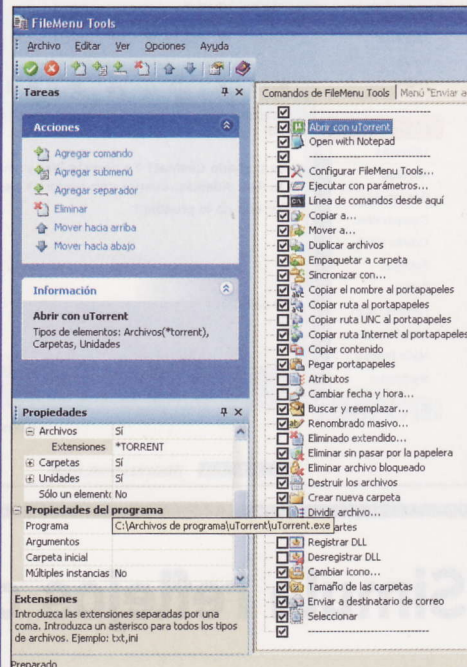 FileMenu Tools
Archivo Editar Ver Opciones Ayuda
Tareas
Acciones
Agregar comando
Agregar submenú
Agregar separador
Eliminar
Mover hacia arriba
Mover hacia abajo
Información
Abrir con uTorrent
Tipos de elementos: Archivos(*torrent),
Carpetas, Unidades
Propiedades
Archivos Sí
Extensiones *TORRENT
Carpetas Sí
Unidades Sí
Sólo un elemento No
Propiedades del programa
Programa C:\Archivos de programa\uTorrent\uTorrent.exe
Argumentos
Carpeta inicial
Múltiples instancias No
Extensiones
Introduzca las extensiones separadas por una
coma. Introduzca un asterisco para todos los tipos
de archivos. Ejemplo: txt,ini
Preparado
Comandos de FileMenu Tools Menú "Enviar a
Abrir con uTorrent
Open with Notepad
Configurar FileMenu Tools...
Ejecutar con parámetros...
Línea de comandos desde aquí
Copiar a...
Mover a...
Duplicar archivos
Empaquetar a carpeta
Sincronizar con...
Copiar el nombre al portapapeles
Copiar ruta al portapapeles
Copiar ruta UNC al portapapeles
Copiar ruta Internet al portapapeles
Copiar contenido
Pegar portapapeles
Atributos
Cambiar fecha y hora...
Buscar y reemplazar...
Renombrado masivo...
Eliminado extendido...
Eliminar sin pasar por la papelera
Eliminar archivo bloqueado
Destruir los archivos
Crear nueva carpeta
Dividir archivo...
artes
Registrar DLL
Desregistrar DLL
Cambiar icono...
Tamaño de las carpetas
Enviar a destinatario de correo
Seleccionar